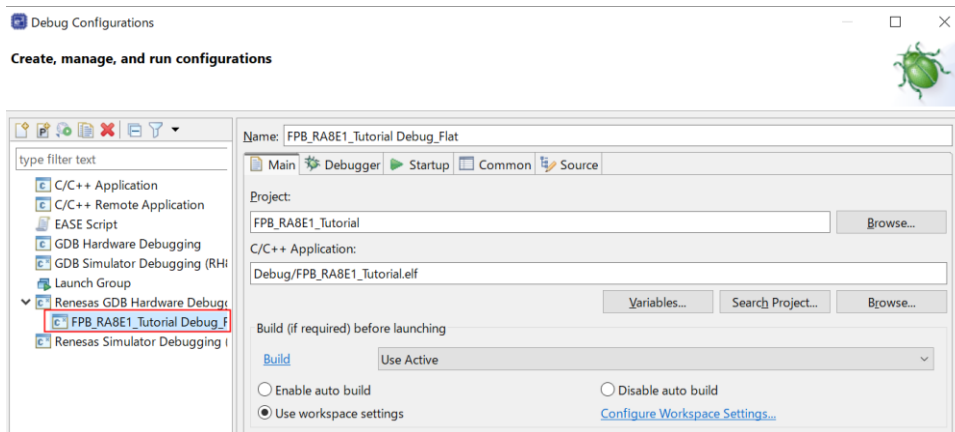 Debug Configurations
Create, manage, and run configurations
type filter text
C/C++ Application
C/C++ Remote Application
EASE Script
GDB Hardware Debugging
GDB Simulator Debugging (RH8
Launch Group
Renesas GDB Hardware Debugg
FPB_RA8E1_Tutorial Debug_F
Renesas Simulator Debugging (
Name: FPB_RA8E1_Tutorial Debug_Flat
Main Debugger Startup Common Source
Project:
FPB_RA8E1_Tutorial Browse...
C/C++ Application:
Debug/FPB_RA8E1_Tutorial.elf
Variables... Search Project... Browse...
Build (if required) before launching
Build Use Active
Enable auto build Disable auto build
Use workspace settings Configure Workspace Settings...